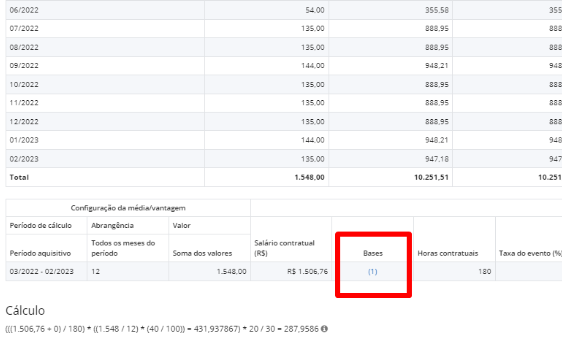 06/2022 54,00 355,58 355
07/2022 135,00 888,95 888
08/2022 135,00 888,95 888
09/2022 144,00 948,21 948
10/2022 135,00 888,95 888
11/2022 135,00 888,95 888
12/2022 135,00 888,95 888
01/2023 144,00 948,21 948
02/2023 135,00 947,18 947
Total 1.548,00 10.251,51 10.251
Configuração da média/vantagem
Período de cálculo Abrangência Valor
Período aquisitivo Todos os meses do período Soma dos valores Salário contratual (R$) Bases Horas contratuais Taxa do evento (%)
03/2022 - 02/2023 12 1.548,00 R$ 1.506,76 (1) 180
Cálculo
(((1.506,76 + 0) / 180) * ((1.548 / 12) * (40 / 100)) = 431,937867) * 20 / 30 = 287,9586